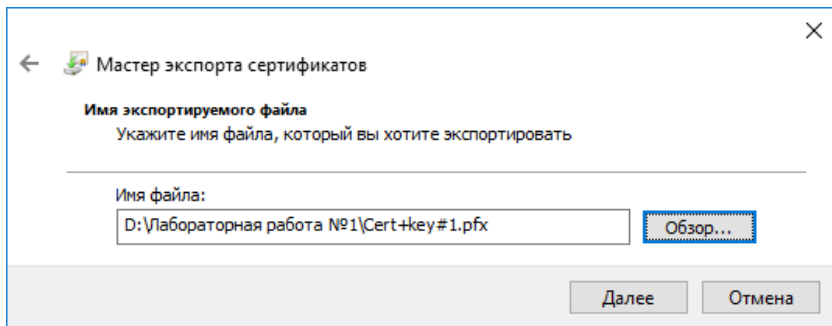 Мастер экспорта сертификатов
Имя экспортируемого файла
Укажите имя файла, который вы хотите экспортировать
Имя файла:
D:\Лабораторная работа №1\Cert+key#1.pfx
Обзор...
Далее
Отмена